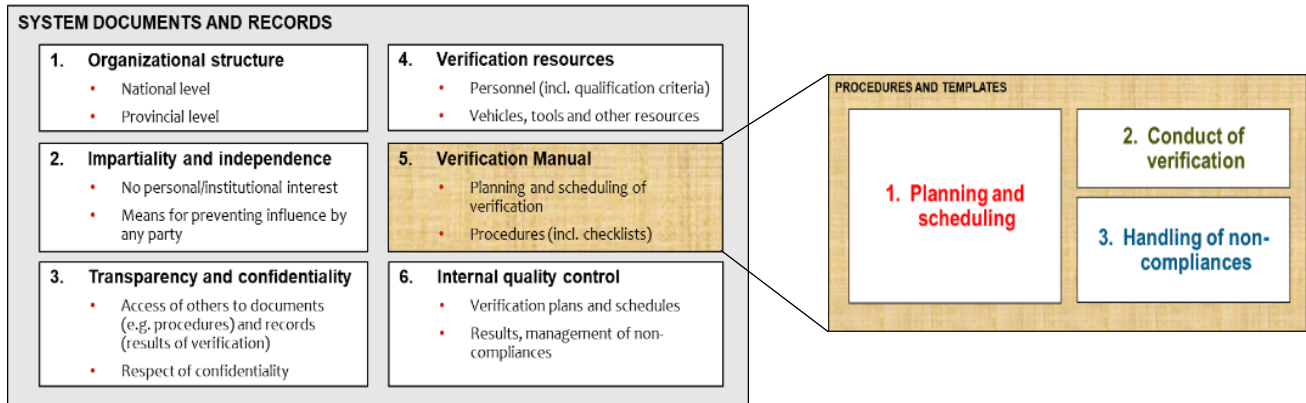 SYSTEM DOCUMENTS AND RECORDS
1. Organizational structure
• National level
• Provincial level
2. Impartiality and independence
• No personal/institutional interest
• Means for preventing influence by
any party
3. Transparency and confidentiality
• Access of others to documents
(e.g. procedures) and records
(results of verification)
• Respect of confidentiality
4. Verification resources
• Personnel (incl. qualification criteria)
• Vehicles, tools and other resources
5. Verification Manual
• Planning and scheduling of
verification
• Procedures (incl. checklists)
6. Internal quality control
• Verification plans and schedules
• Results, management of non-
compliances
PROCEDURES AND TEMPLATES
1. Planning and
scheduling
2. Conduct of
verification
3. Handling of non-
compliances